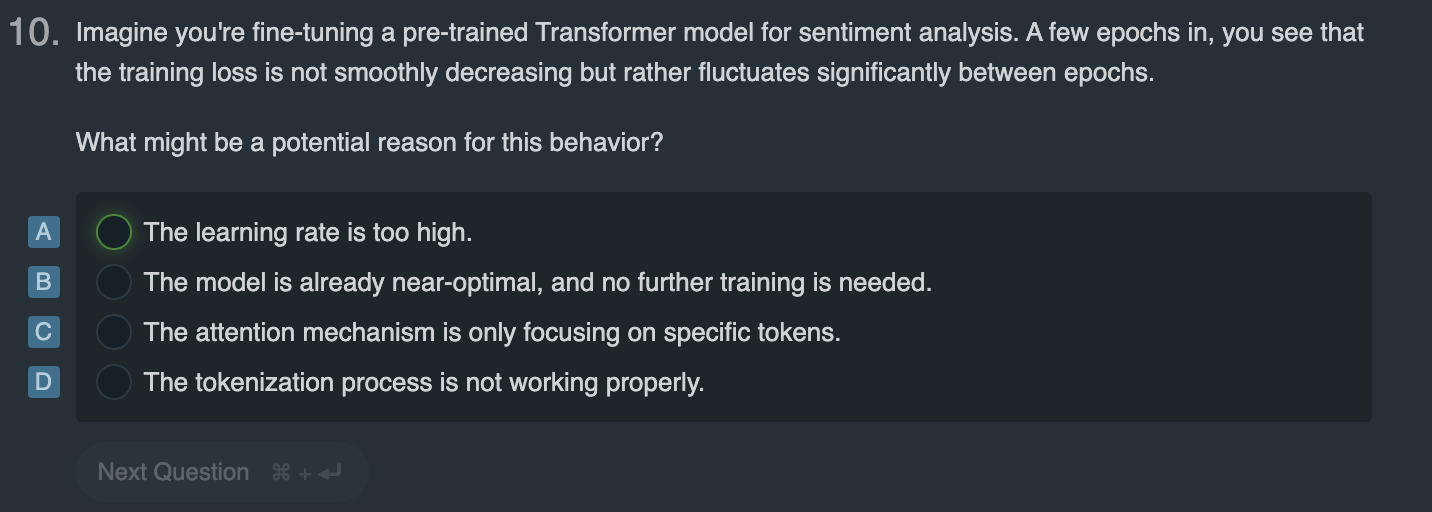 10. Imagine you're fine-tuning a pre-trained Transformer model for sentiment analysis. A few epochs in, you see that
the training loss is not smoothly decreasing but rather fluctuates significantly between epochs.
What might be a potential reason for this behavior?
A The learning rate is too high.
B The model is already near-optimal, and no further training is needed.
C The attention mechanism is only focusing on specific tokens.
D The tokenization process is not working properly.
Next Question ⌘ + ↵